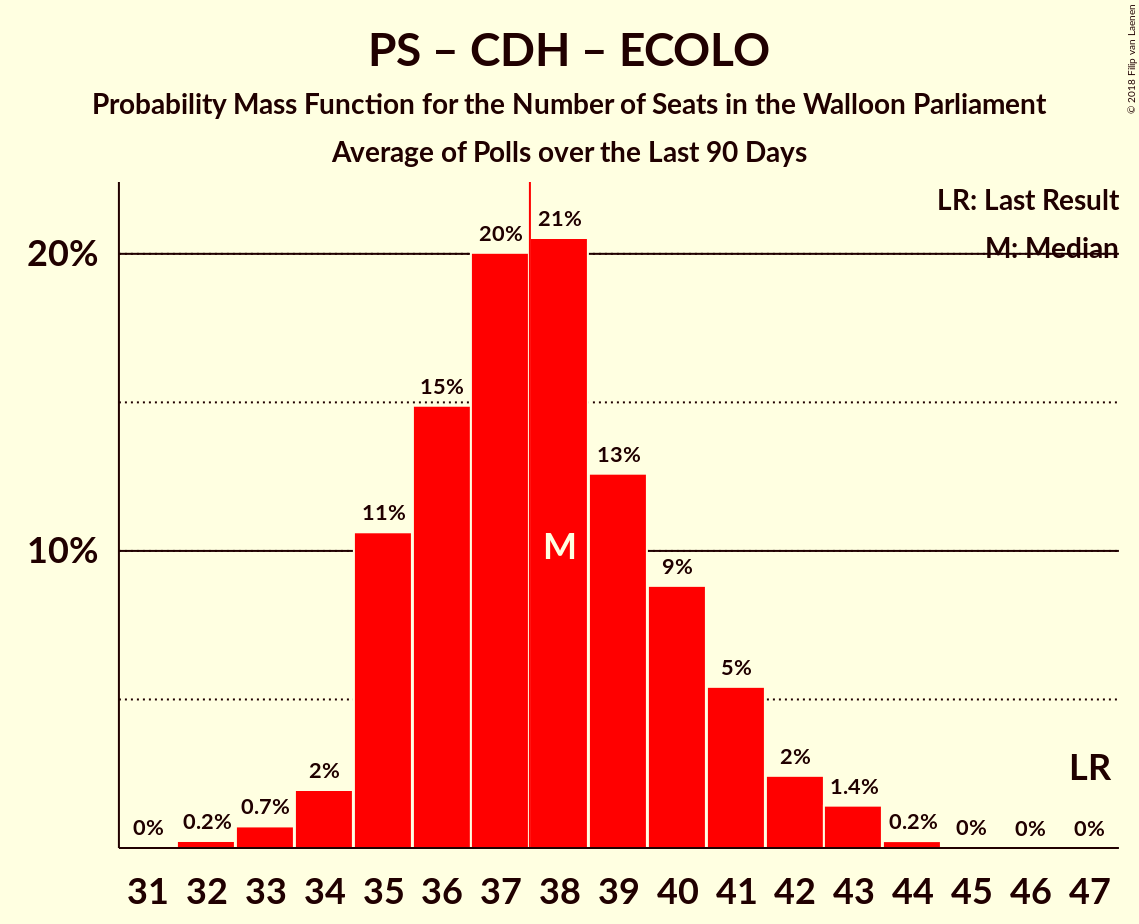 PS – CDH – ECOLO
Probability Mass Function for the Number of Seats in the Walloon Parliament
Average of Polls over the Last 90 Days
© 2018 Filip van Laenen
LR: Last Result
M: Median
20%
10%
0%
0.2%
0.7%
2%
11%
15%
20%
21%
13%
9%
5%
2%
1.4%
0.2%
0%
0%
0%
M
LR
31 32 33 34 35 36 37 38 39 40 41 42 43 44 45 46 47